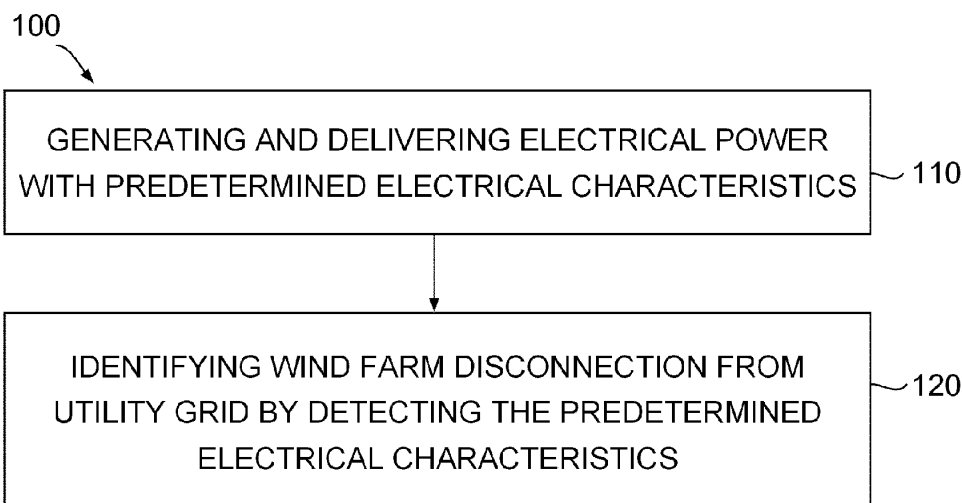 100
GENERATING AND DELIVERING ELECTRICAL POWER
WITH PREDETERMINED ELECTRICAL CHARACTERISTICS
110
IDENTIFYING WIND FARM DISCONNECTION FROM
UTILITY GRID BY DETECTING THE PREDETERMINED
ELECTRICAL CHARACTERISTICS
120